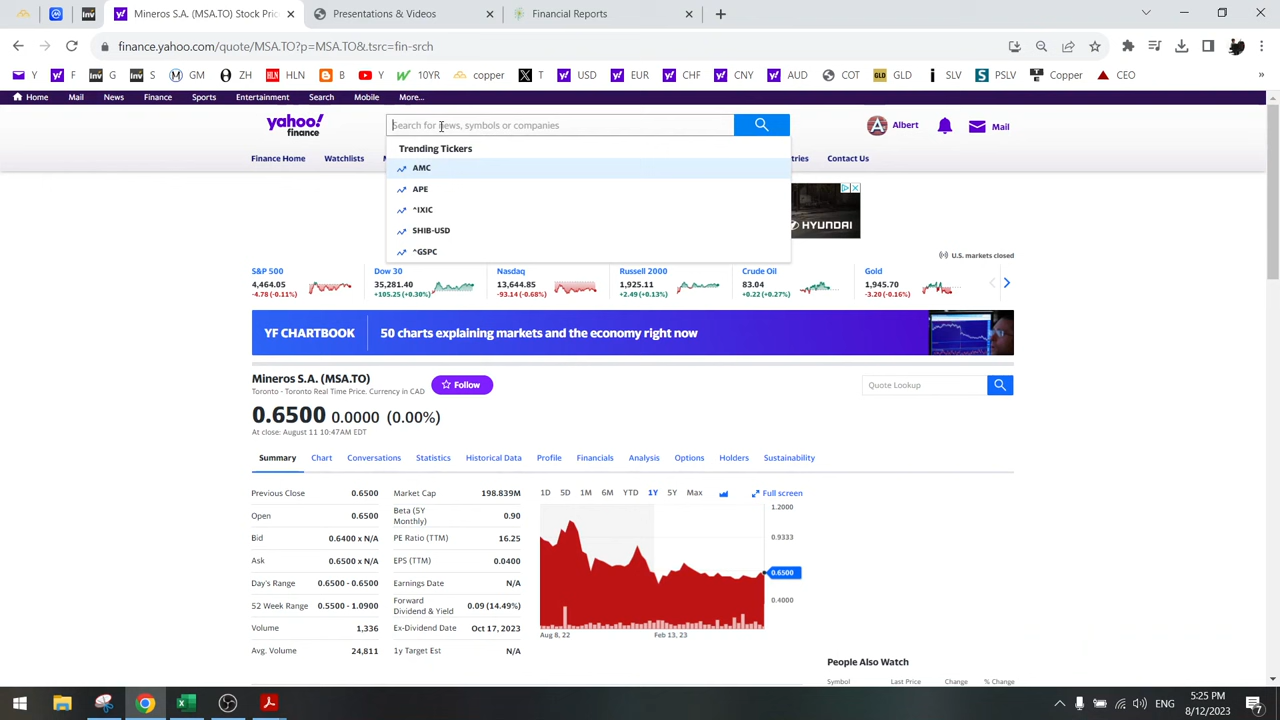 Mineros S.A. (MSA.TO) Stock Pri
Premium Products
finance.yahoo.com/quote/MSA.TO?p=MSA.TO&.tsrc=fin-srch
Y F G S GM ZH HLN B Y 10YR copper T USD EUR CHF CNY AUD COT GLD SLV PSLV Copper CEO »
Home Mail News Finance Sports Entertainment Search Mobile More...
yahoo!
finance
Search for news, symbols or companies
Albert
Mail
Trending Tickers
Finance Home Watchlists
Contact Us
AMC
APE
^IXIC
SHIB-USD
^GSPC
HYUNDAI
U.S. markets closed
S&P 500
4,464.05
-4.78 (-0.11%)
Dow 30
35,281.40
+105.25 (+0.30%)
Nasdaq
13,644.85
-93.14 (-0.68%)
Russell 2000
1,925.11
+2.49 (+0.13%)
Crude Oil
83.04
+0.22 (+0.27%)
Gold
1,945.70
-3.20 (-0.16%)
YF CHARTBOOK 50 charts explaining markets and the economy right now
Mineros S.A. (MSA.TO)
Toronto - Toronto Real Time Price. Currency in CAD
Follow
Quote Lookup
0.6500 0.0000 (0.00%)
At close: August 11 10:47AM EDT
Summary Chart Conversations Statistics Historical Data Profile Financials Analysis Options Holders Sustainability
Previous Close 0.6500
Open 0.6500
Bid 0.6400 x N/A
Ask 0.6500 x N/A
Day's Range 0.6500 - 0.6500
52 Week Range 0.5500 - 1.0900
Volume 1,336
Avg. Volume 24,811
Market Cap 198.839M
Beta (5Y
Monthly) 0.90
PE Ratio (TTM) 16.25
EPS (TTM) 0.0400
Earnings Date N/A
Forward
Dividend & Yield 0.09 (14.49%)
Ex-Dividend Date Oct 17, 2023
1y Target Est N/A
1D 5D 1M 6M YTD 1Y 5Y Max
Full screen
1.2000
0.9333
0.6500
0.4000
Aug 8, 22 Feb 13, 23
People Also Watch
Symbol Last Price Change % Change
ENG
5:25 PM
8/12/2023